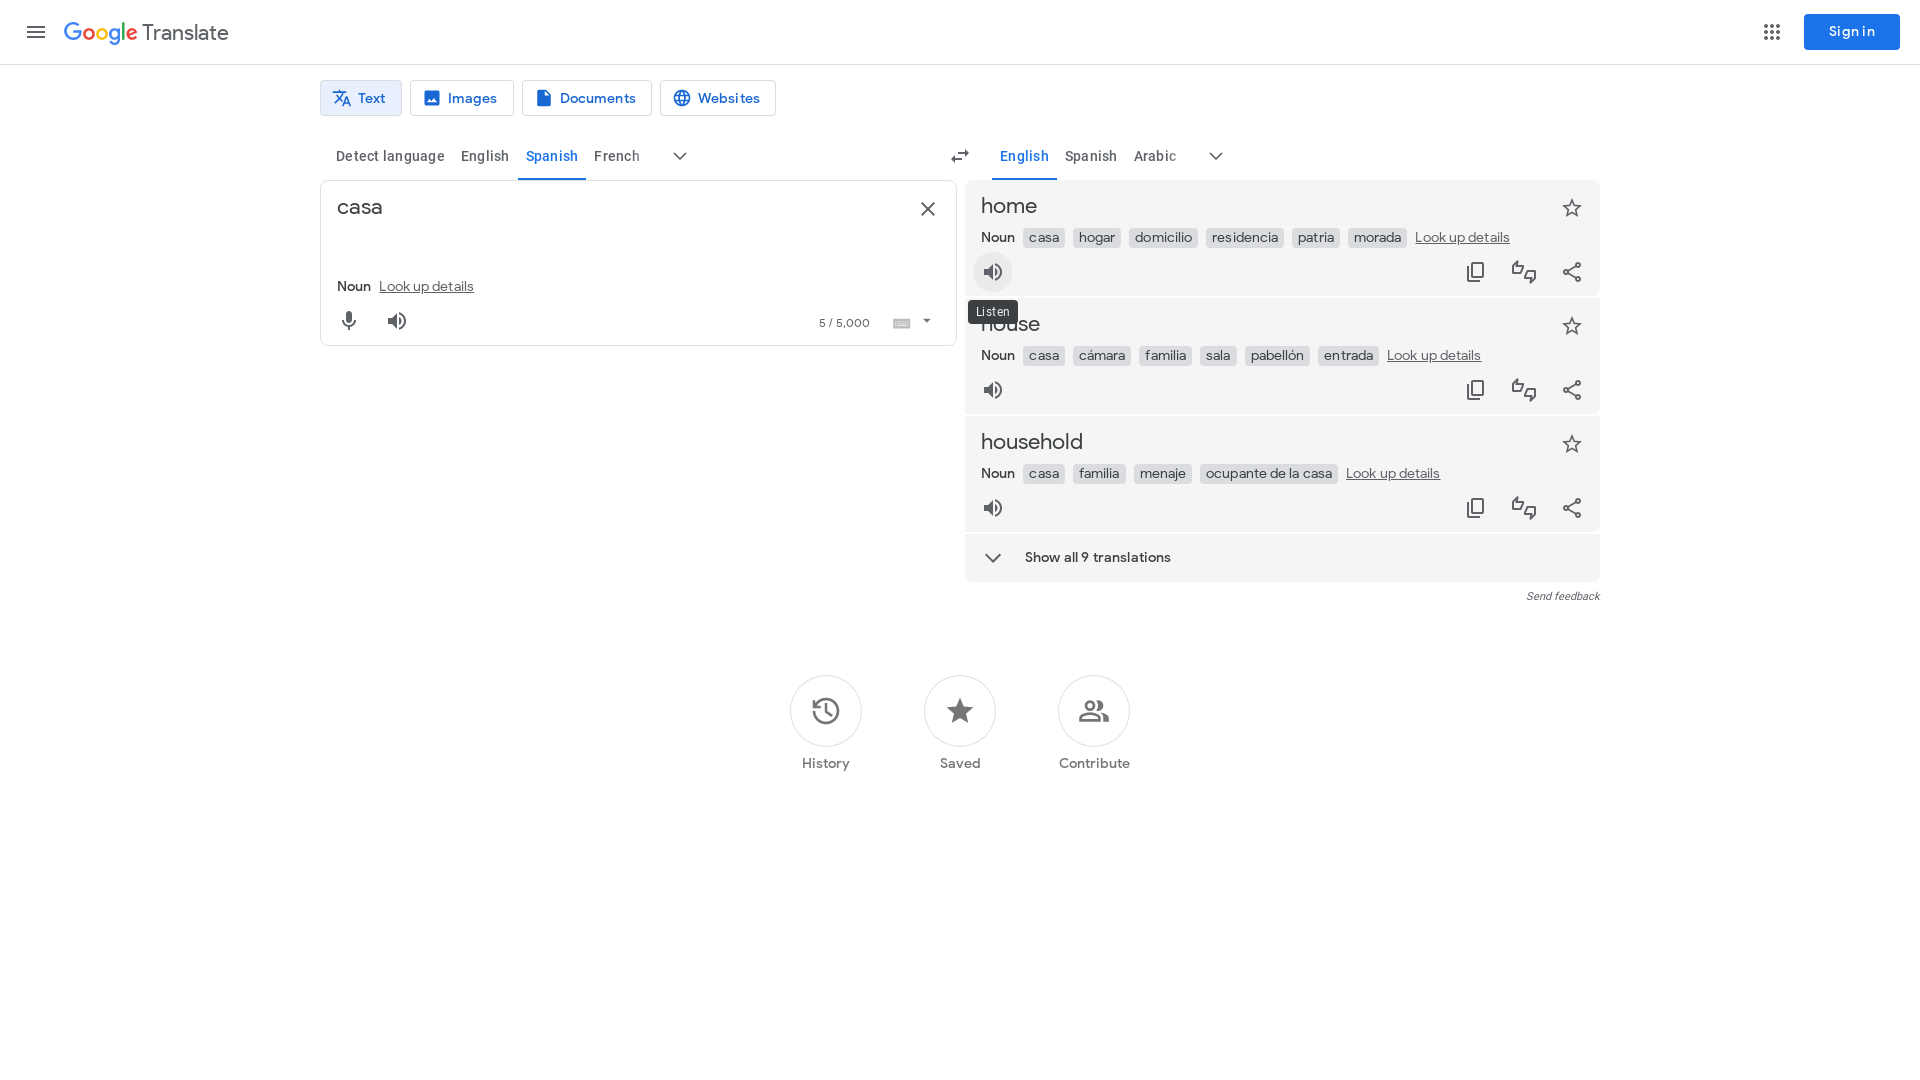 Google Translate
Sign in
Text
Images
Documents
Websites
Detect language
English
Spanish
French
English
Spanish
Arabic
casa
Noun
Look up details
5 / 5,000
home
Noun casa hogar domicilio residencia patria morada Look up details
Listen
house
Noun casa cámara familia sala pabellón entrada Look up details
household
Noun casa familia menaje ocupante de la casa Look up details
Show all 9 translations
Send feedback
History
Saved
Contribute